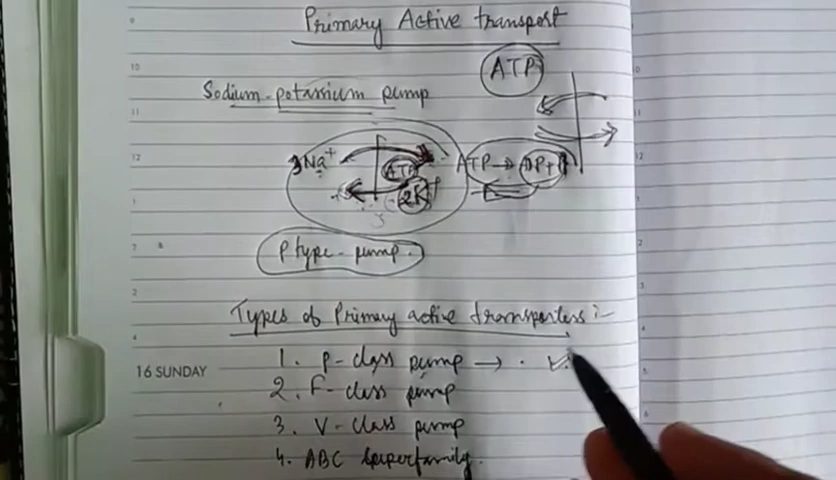 Primary Active transport
ATP
Sodium-potassium pump
3Na+ ATP ATP → ADP+P
2K+
P type-pump.
Types of Primary active transporters:-
16 SUNDAY
1. P-class pump →
2. F-class pump
3. V-class pump
4. ABC Superfamily.